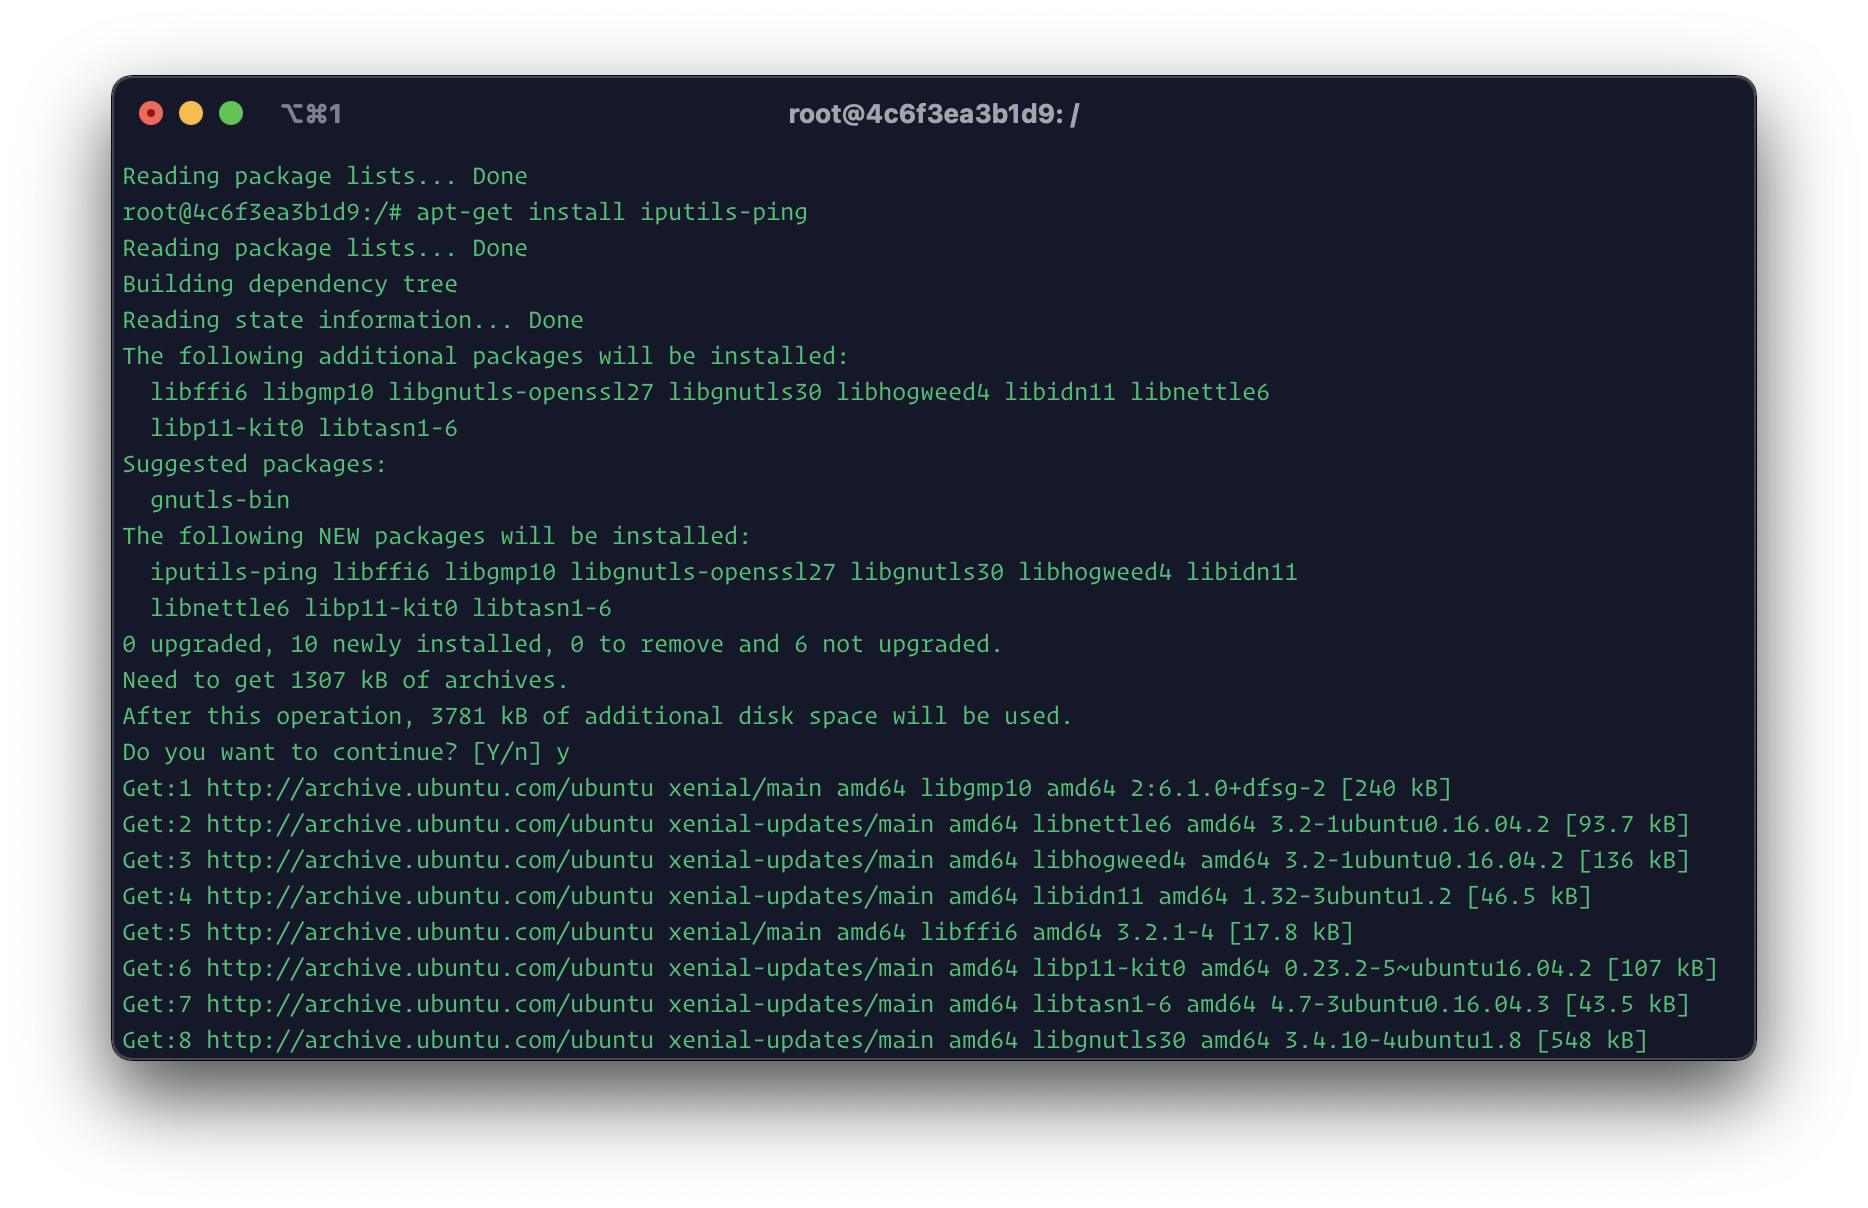 ⌥⌘1 root@4c6f3ea3b1d9: /
Reading package lists... Done
root@4c6f3ea3b1d9:/# apt-get install iputils-ping
Reading package lists... Done
Building dependency tree
Reading state information... Done
The following additional packages will be installed:
  libffi6 libgmp10 libgnutls-openssl27 libgnutls30 libhogweed4 libidn11 libnettle6
  libp11-kit0 libtasn1-6
Suggested packages:
  gnutls-bin
The following NEW packages will be installed:
  iputils-ping libffi6 libgmp10 libgnutls-openssl27 libgnutls30 libhogweed4 libidn11
  libnettle6 libp11-kit0 libtasn1-6
0 upgraded, 10 newly installed, 0 to remove and 6 not upgraded.
Need to get 1307 kB of archives.
After this operation, 3781 kB of additional disk space will be used.
Do you want to continue? [Y/n] y
Get:1 http://archive.ubuntu.com/ubuntu xenial/main amd64 libgmp10 amd64 2:6.1.0+dfsg-2 [240 kB]
Get:2 http://archive.ubuntu.com/ubuntu xenial-updates/main amd64 libnettle6 amd64 3.2-1ubuntu0.16.04.2 [93.7 kB]
Get:3 http://archive.ubuntu.com/ubuntu xenial-updates/main amd64 libhogweed4 amd64 3.2-1ubuntu0.16.04.2 [136 kB]
Get:4 http://archive.ubuntu.com/ubuntu xenial-updates/main amd64 libidn11 amd64 1.32-3ubuntu1.2 [46.5 kB]
Get:5 http://archive.ubuntu.com/ubuntu xenial/main amd64 libffi6 amd64 3.2.1-4 [17.8 kB]
Get:6 http://archive.ubuntu.com/ubuntu xenial-updates/main amd64 libp11-kit0 amd64 0.23.2-5~ubuntu16.04.2 [107 kB]
Get:7 http://archive.ubuntu.com/ubuntu xenial-updates/main amd64 libtasn1-6 amd64 4.7-3ubuntu0.16.04.3 [43.5 kB]
Get:8 http://archive.ubuntu.com/ubuntu xenial-updates/main amd64 libgnutls30 amd64 3.4.10-4ubuntu1.8 [548 kB]